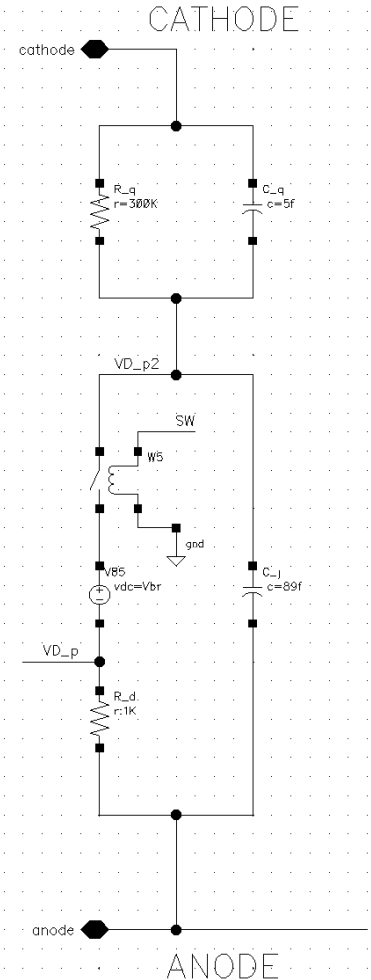 CATHODE
cathode
R_q
r=300K
C_q
c=5f
VD_p2
SW
W5
gnd
V85
vdc=Vbr
C_j
c=89f
VD_p
R_d
r:1K
anode
ANODE